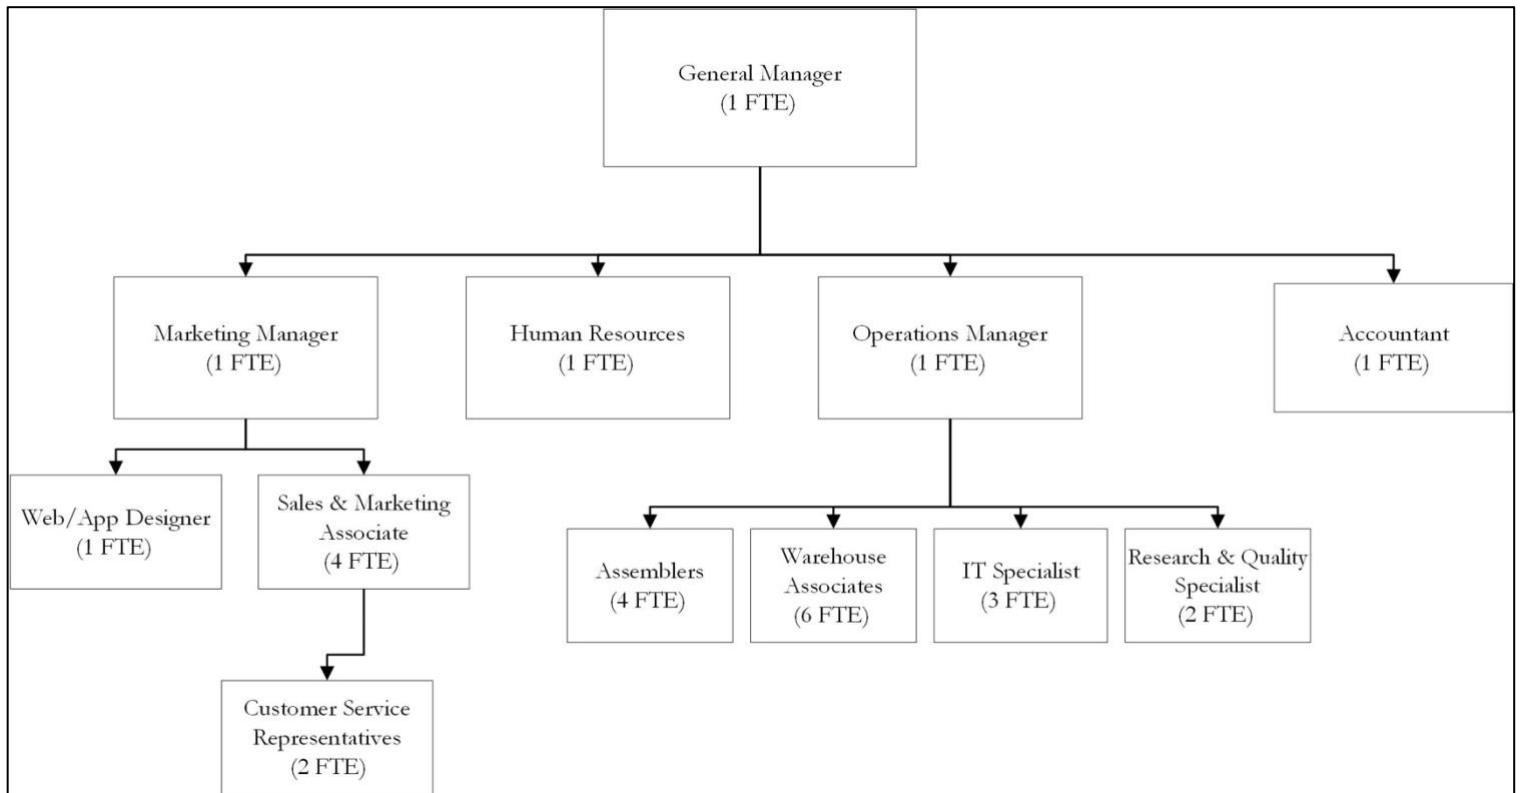 General Manager
(1 FTE)
Marketing Manager
(1 FTE)
Human Resources
(1 FTE)
Operations Manager
(1 FTE)
Accountant
(1 FTE)
Web/App Designer
(1 FTE)
Sales & Marketing
Associate
(4 FTE)
Assemblers
(4 FTE)
Warehouse
Associates
(6 FTE)
IT Specialist
(3 FTE)
Research & Quality
Specialist
(2 FTE)
Customer Service
Representatives
(2 FTE)